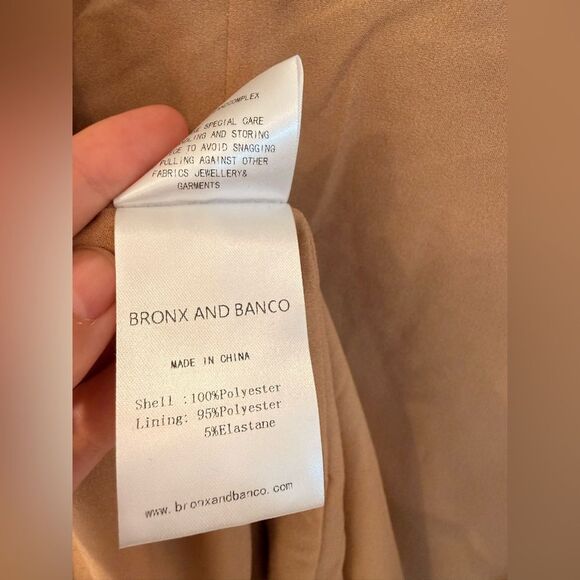 SPECIAL CARE
AND STORING
TO AVOID SNAGGING
AGAINST OTHER
FABRICS JEWELLERY&
GARMENTS
BRONX AND BANCO
MADE IN CHINA
Shell :100%Polyester
Lining: 95%Polyester
5%Elastane
www.bronxandbanco.com